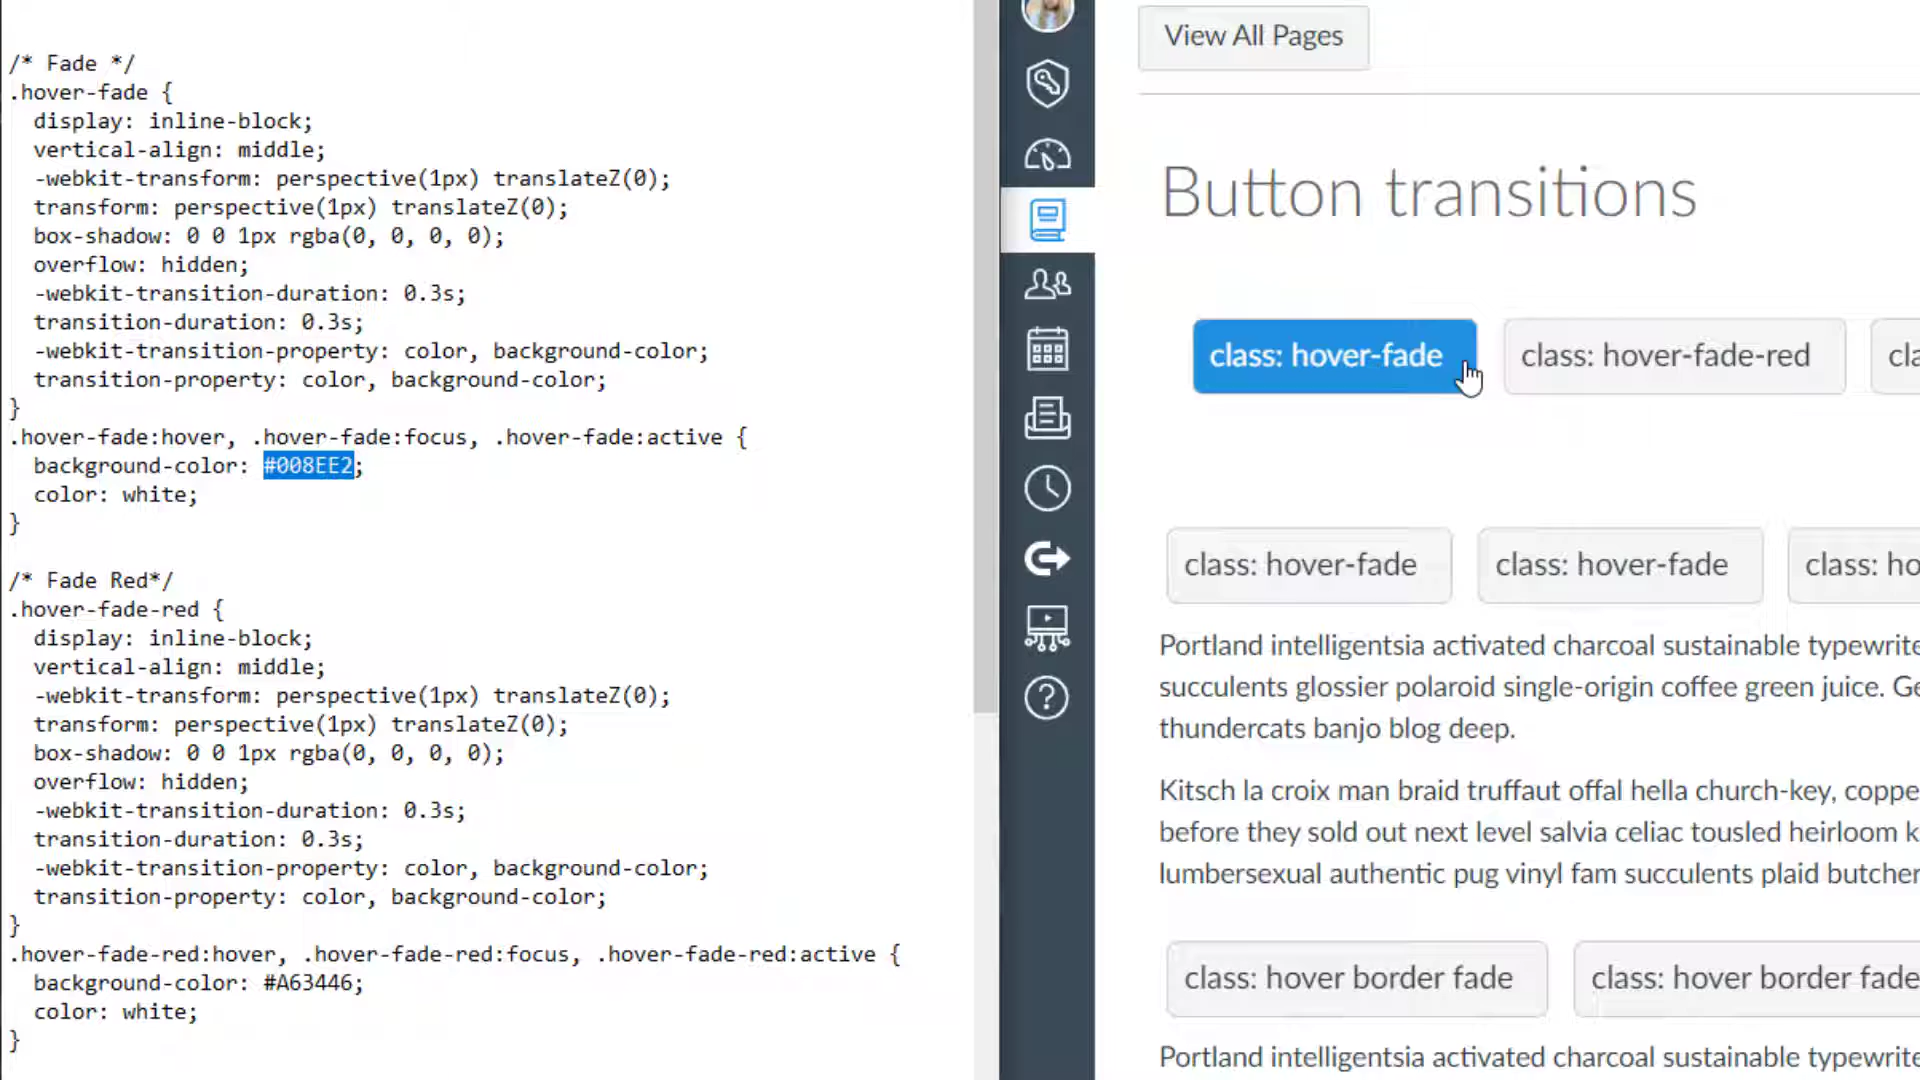 /* Fade */
.hover-fade {
  display: inline-block;
  vertical-align: middle;
  -webkit-transform: perspective(1px) translateZ(0);
  transform: perspective(1px) translateZ(0);
  box-shadow: 0 0 1px rgba(0, 0, 0, 0);
  overflow: hidden;
  -webkit-transition-duration: 0.3s;
  transition-duration: 0.3s;
  -webkit-transition-property: color, background-color;
  transition-property: color, background-color;
}
.hover-fade:hover, .hover-fade:focus, .hover-fade:active {
  background-color: #008EE2;
  color: white;
}
/* Fade Red*/
.hover-fade-red {
  display: inline-block;
  vertical-align: middle;
  -webkit-transform: perspective(1px) translateZ(0);
  transform: perspective(1px) translateZ(0);
  box-shadow: 0 0 1px rgba(0, 0, 0, 0);
  overflow: hidden;
  -webkit-transition-duration: 0.3s;
  transition-duration: 0.3s;
  -webkit-transition-property: color, background-color;
  transition-property: color, background-color;
}
.hover-fade-red:hover, .hover-fade-red:focus, .hover-fade-red:active {
  background-color: #A63446;
  color: white;
}
View All Pages
Button transitions
class: hover-fade class: hover-fade-red cla
class: hover-fade class: hover-fade class: ho
Portland intelligentsia activated charcoal sustainable typewrite
succulents glossier polaroid single-origin coffee green juice. Ge
thundercats banjo blog deep.
Kitsch la croix man braid truffaut offal hella church-key, coppe
before they sold out next level salvia celiac tousled heirloom k
lumbersexual authentic pug vinyl fam succulents plaid butcher
class: hover border fade class: hover border fade
Portland intelligentsia activated charcoal sustainable typewrite